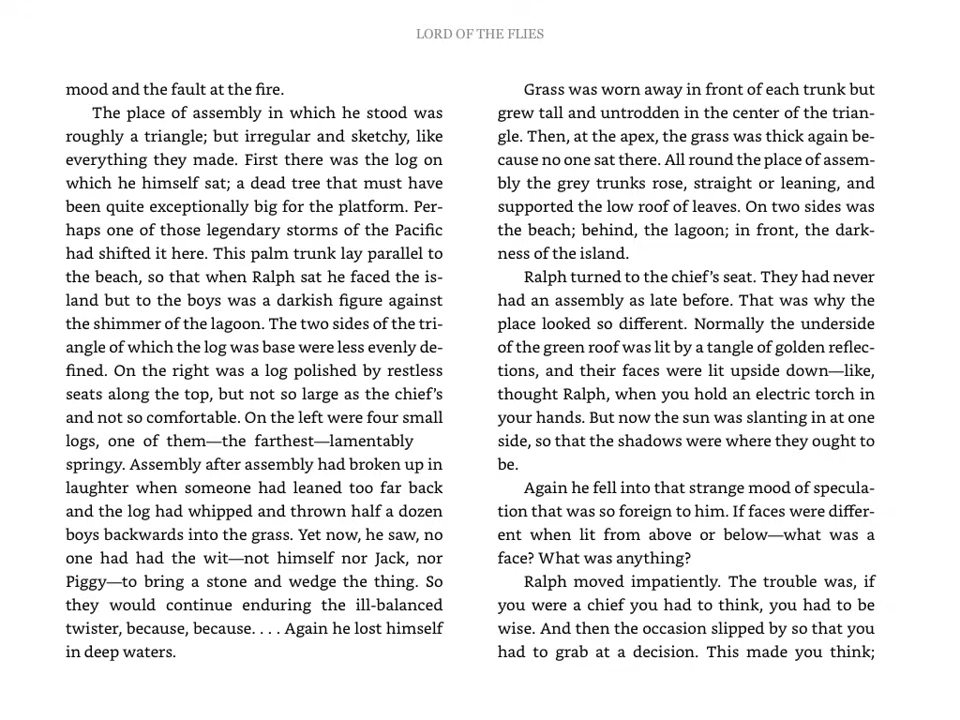 LORD OF THE FLIES
mood and the fault at the fire.
The place of assembly in which he stood was
roughly a triangle; but irregular and sketchy, like
everything they made. First there was the log on
which he himself sat; a dead tree that must have
been quite exceptionally big for the platform. Per-
haps one of those legendary storms of the Pacific
had shifted it here. This palm trunk lay parallel to
the beach, so that when Ralph sat he faced the is-
land but to the boys was a darkish figure against
the shimmer of the lagoon. The two sides of the tri-
angle of which the log was base were less evenly de-
fined. On the right was a log polished by restless
seats along the top, but not so large as the chief’s
and not so comfortable. On the left were four small
logs, one of them—the farthest—lamentably
springy. Assembly after assembly had broken up in
laughter when someone had leaned too far back
and the log had whipped and thrown half a dozen
boys backwards into the grass. Yet now, he saw, no
one had had the wit—not himself nor Jack, nor
Piggy—to bring a stone and wedge the thing. So
they would continue enduring the ill-balanced
twister, because, because. . . . Again he lost himself
in deep waters.
Grass was worn away in front of each trunk but
grew tall and untrodden in the center of the trian-
gle. Then, at the apex, the grass was thick again be-
cause no one sat there. All round the place of assem-
bly the grey trunks rose, straight or leaning, and
supported the low roof of leaves. On two sides was
the beach; behind, the lagoon; in front, the dark-
ness of the island.
Ralph turned to the chief’s seat. They had never
had an assembly as late before. That was why the
place looked so different. Normally the underside
of the green roof was lit by a tangle of golden reflec-
tions, and their faces were lit upside down—like,
thought Ralph, when you hold an electric torch in
your hands. But now the sun was slanting in at one
side, so that the shadows were where they ought to
be.
Again he fell into that strange mood of specula-
tion that was so foreign to him. If faces were differ-
ent when lit from above or below—what was a
face? What was anything?
Ralph moved impatiently. The trouble was, if
you were a chief you had to think, you had to be
wise. And then the occasion slipped by so that you
had to grab at a decision. This made you think;